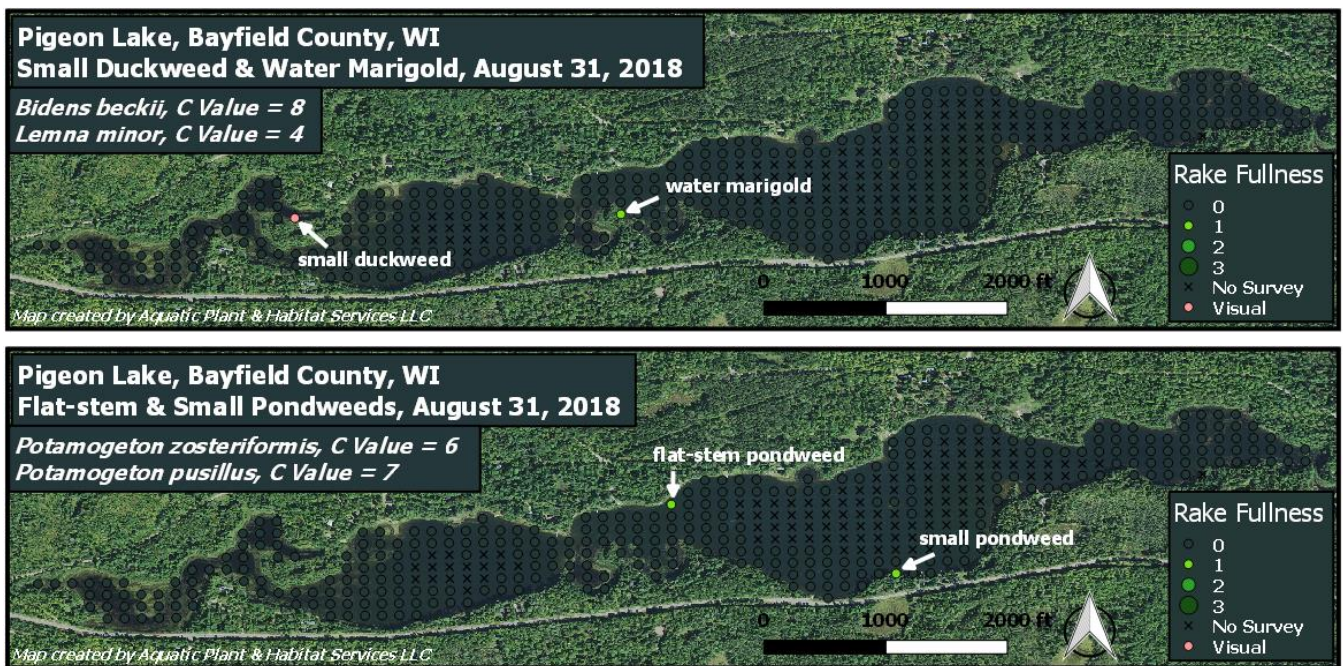 Pigeon Lake, Bayfield County, WI
Small Duckweed & Water Marigold, August 31, 2018
Bidens beckii, C Value = 8
Lemna minor, C Value = 4
water marigold
small duckweed
Rake Fullness
0
1
2
3
No Survey
Visual
0 1000 2000 ft
Map created by Aquatic Plant & Habitat Services LLC
Pigeon Lake, Bayfield County, WI
Flat-stem & Small Pondweeds, August 31, 2018
Potamogeton zosteriformis, C Value = 6
Potamogeton pusillus, C Value = 7
flat-stem pondweed
small pondweed
Rake Fullness
0
1
2
3
No Survey
Visual
0 1000 2000 ft
Map created by Aquatic Plant & Habitat Services LLC